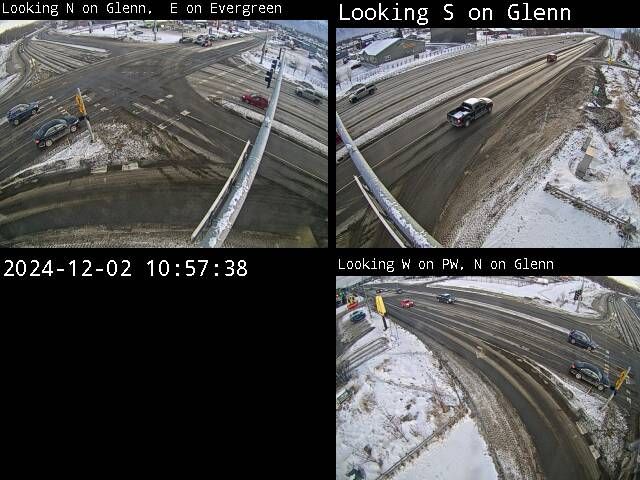 Looking N on Glenn,  E on Evergreen
Looking S on Glenn
2024-12-02 10:57:38
Looking W on PW, N on Glenn